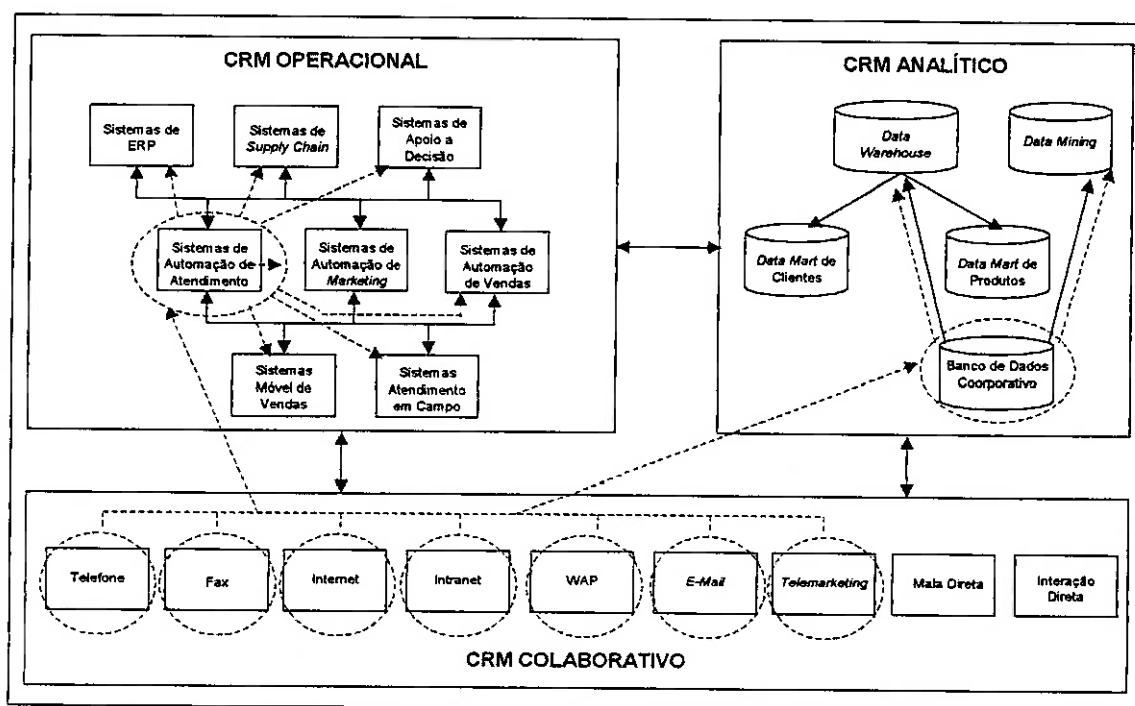 CRM OPERACIONAL
Sistemas de
ERP
Sistemas de
Supply Chain
Sistemas de
Apoio a
Decisão
Sistemas de
Automação de
Atendimento
Sistemas de
Automação de
Marketing
Sistemas de
Automação
de Vendas
Sistemas
Móvel de
Vendas
Sistemas
Atendimento
em Campo
CRM ANALÍTICO
Data
Warehouse
Data Mining
Data Mart de
Clientes
Data Mart de
Produtos
Banco de Dados
Coorporativo
Telefone
Fax
Internet
Intranet
WAP
E-Mail
Telemarketing
Mala Direta
Interação
Direta
CRM COLABORATIVO